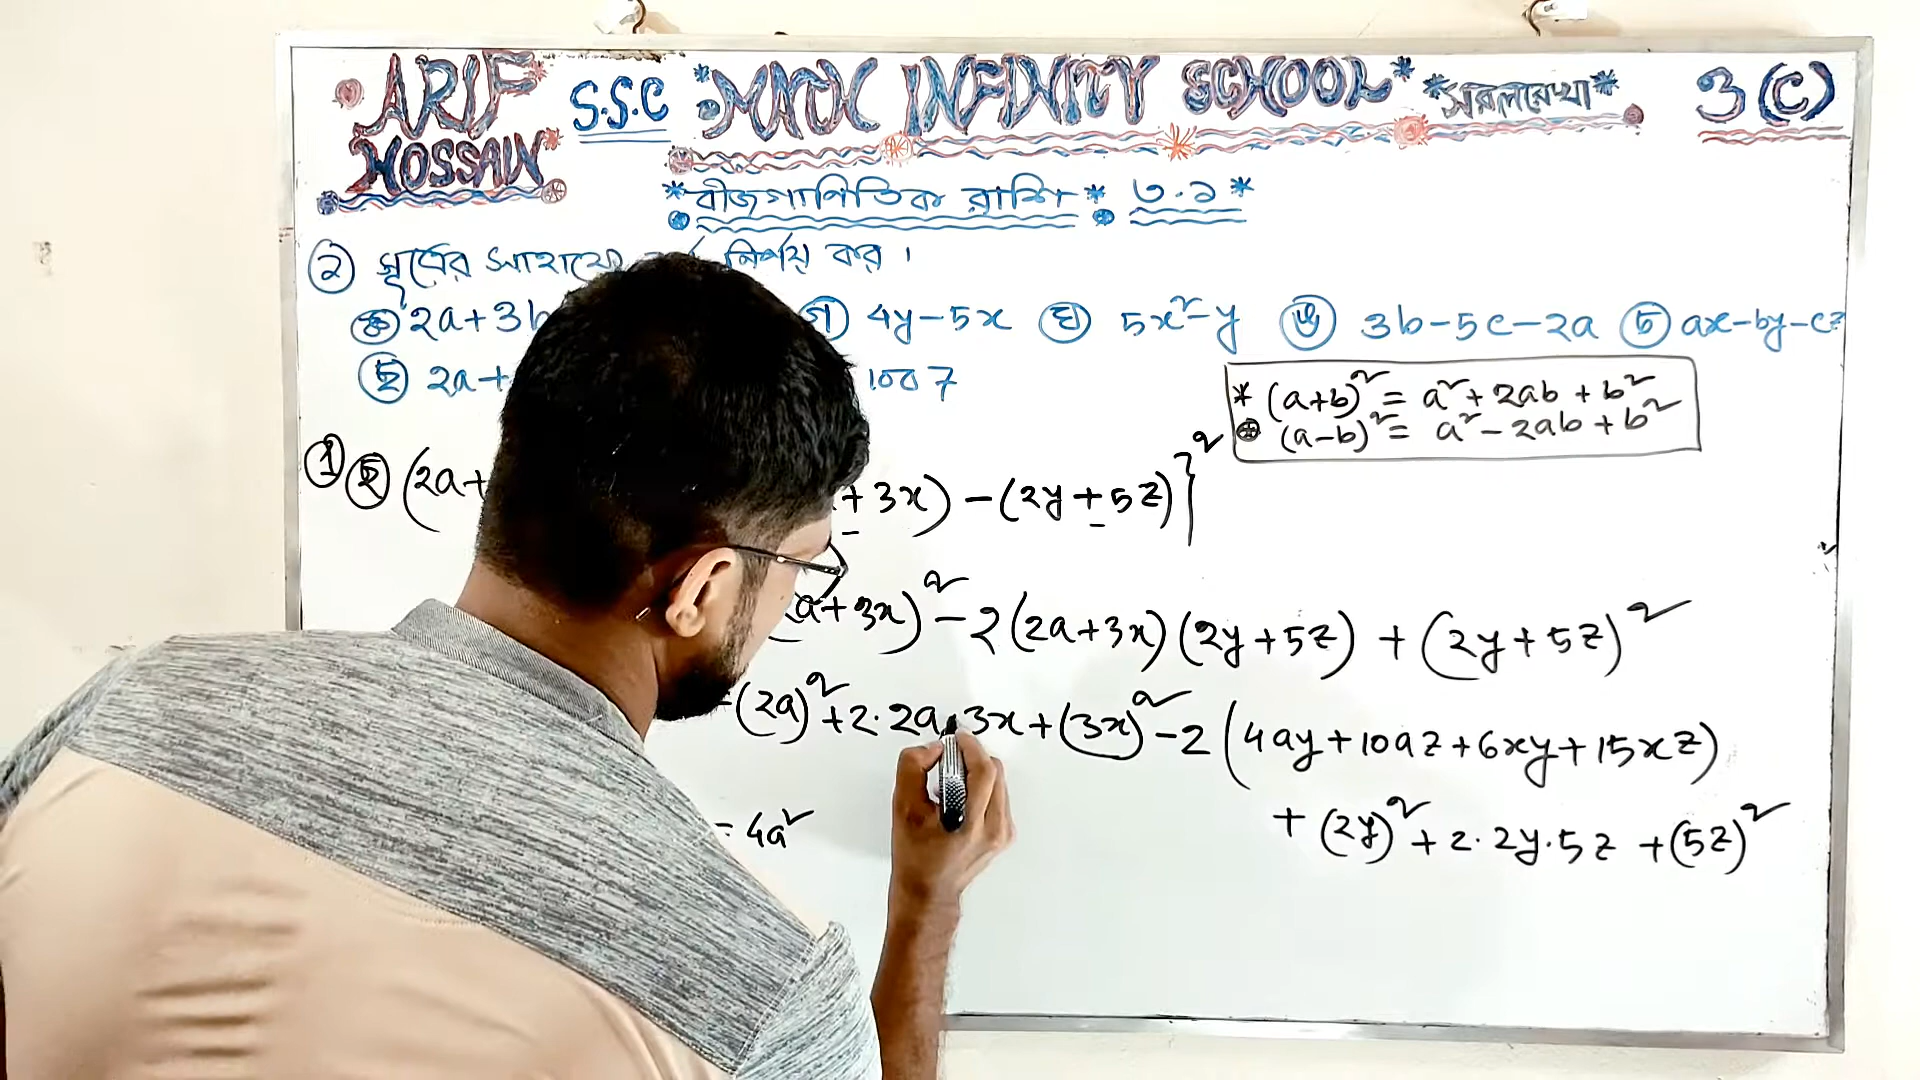 ARIF HOSSAIN S.S.C *MATH INFINITY SCHOOL* *সরলরেখা* 3(C)
*বীজগাণিতিক রাশি* ৩.১*
২ সূত্রের সাহায্যে নির্ণয় কর ।
ক 2a+3b গ 4y-5x ঘ 5x²-y ঙ 3b-5c-2a চ ax-by-cz
ছ 2a+ 1007
* (a+b)² = a²+2ab+b²
(a-b)² = a²-2ab+b²
1 (2a+ +3x)-(2y+5z)}²
a+3x)²-2(2a+3x)(2y+5z)+(2y+5z)²
=(2a)²+2·2a·3x+(3x)²-2(4ay+10az+6xy+15xz)
+(2y)²+2·2y·5z+(5z)²
= 4a²